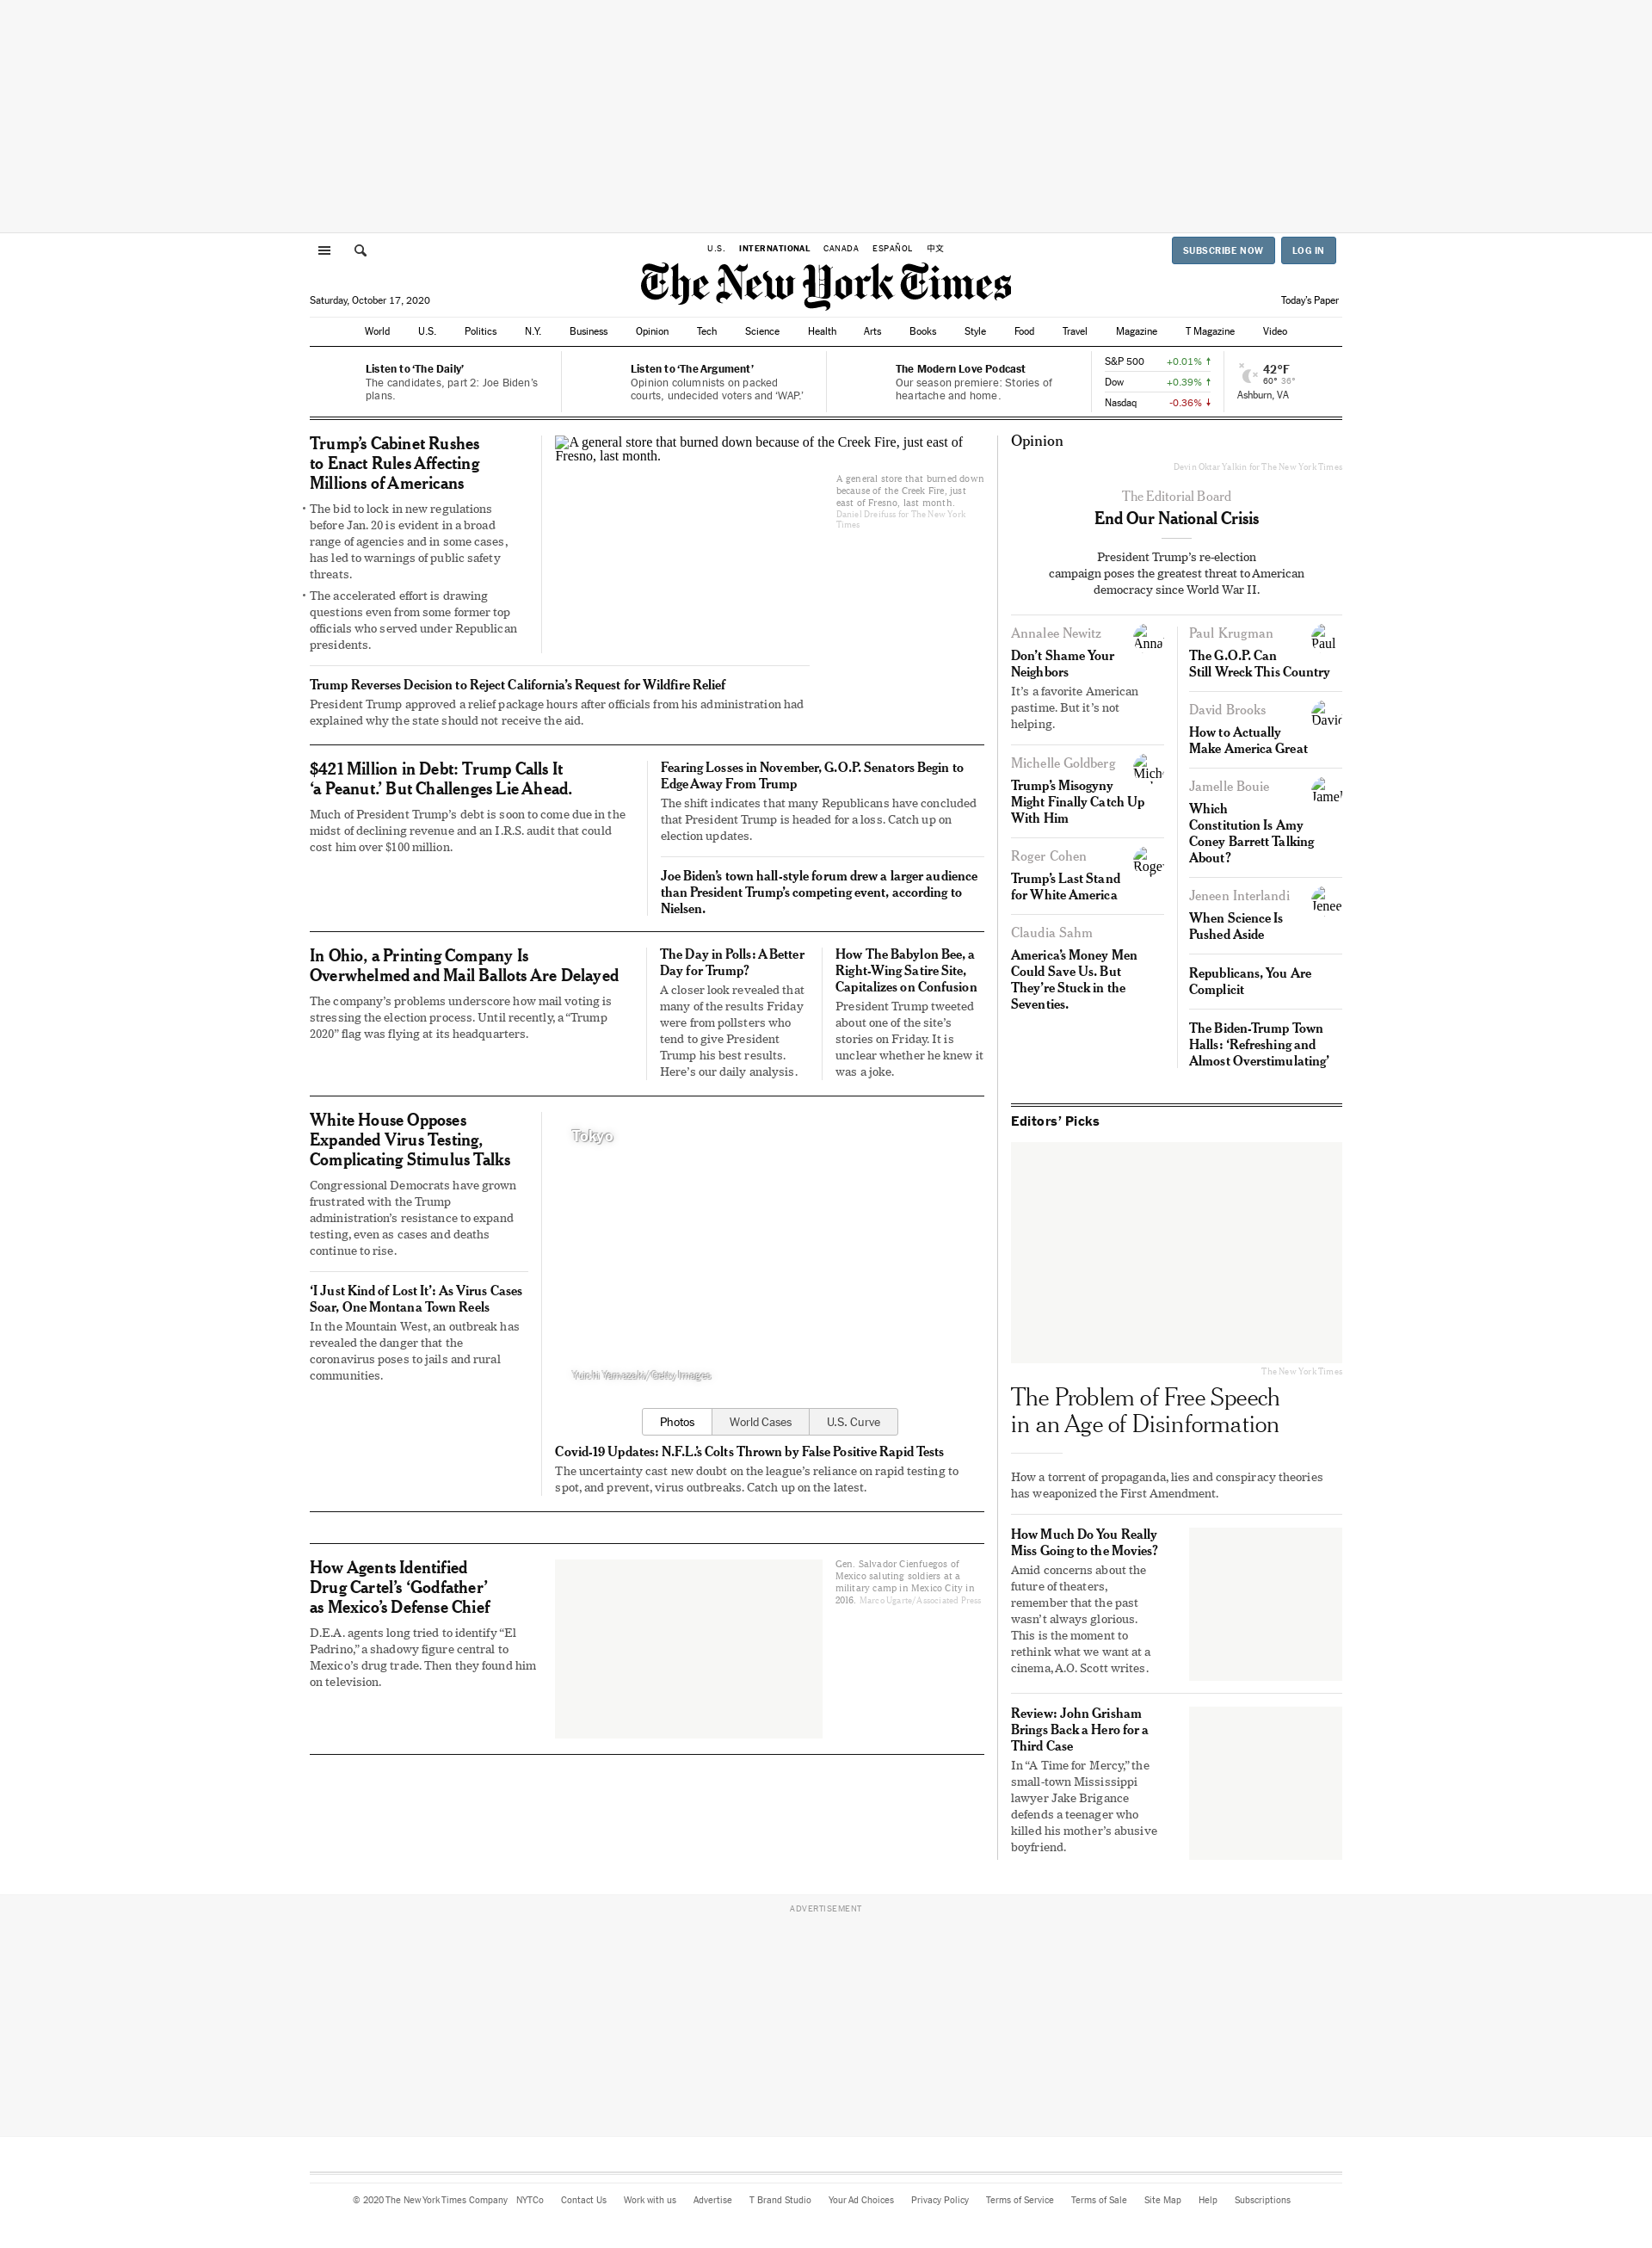 U.S. INTERNATIONAL CANADA ESPAÑOL 中文
SUBSCRIBE NOW LOG IN
The New York Times
Saturday, October 17, 2020
Today's Paper
World U.S. Politics N.Y. Business Opinion Tech Science Health Arts Books Style Food Travel Magazine T Magazine Video
Listen to ‘The Daily’
The candidates, part 2: Joe Biden’s
plans.
Listen to ‘The Argument’
Opinion columnists on packed
courts, undecided voters and ‘WAP.’
The Modern Love Podcast
Our season premiere: Stories of
heartache and home.
S&P 500 +0.01% ↑
Dow +0.39% ↑
Nasdaq -0.36% ↓
42°F
60° 36°
Ashburn, VA
Trump’s Cabinet Rushes
to Enact Rules Affecting
Millions of Americans
• The bid to lock in new regulations
before Jan. 20 is evident in a broad
range of agencies and in some cases,
has led to warnings of public safety
threats.
• The accelerated effort is drawing
questions even from some former top
officials who served under Republican
presidents.
A general store that burned down because of the Creek Fire, just east of
Fresno, last month.
A general store that burned down
because of the Creek Fire, just
east of Fresno, last month.
Daniel Dreifuss for The New York
Times
Trump Reverses Decision to Reject California’s Request for Wildfire Relief
President Trump approved a relief package hours after officials from his administration had
explained why the state should not receive the aid.
$421 Million in Debt: Trump Calls It
‘a Peanut.’ But Challenges Lie Ahead.
Much of President Trump’s debt is soon to come due in the
midst of declining revenue and an I.R.S. audit that could
cost him over $100 million.
Fearing Losses in November, G.O.P. Senators Begin to
Edge Away From Trump
The shift indicates that many Republicans have concluded
that President Trump is headed for a loss. Catch up on
election updates.
Joe Biden’s town hall-style forum drew a larger audience
than President Trump’s competing event, according to
Nielsen.
In Ohio, a Printing Company Is
Overwhelmed and Mail Ballots Are Delayed
The company’s problems underscore how mail voting is
stressing the election process. Until recently, a “Trump
2020” flag was flying at its headquarters.
The Day in Polls: A Better
Day for Trump?
A closer look revealed that
many of the results Friday
were from pollsters who
tend to give President
Trump his best results.
Here’s our daily analysis.
How The Babylon Bee, a
Right-Wing Satire Site,
Capitalizes on Confusion
President Trump tweeted
about one of the site’s
stories on Friday. It is
unclear whether he knew it
was a joke.
White House Opposes
Expanded Virus Testing,
Complicating Stimulus Talks
Congressional Democrats have grown
frustrated with the Trump
administration’s resistance to expand
testing, even as cases and deaths
continue to rise.
‘I Just Kind of Lost It’: As Virus Cases
Soar, One Montana Town Reels
In the Mountain West, an outbreak has
revealed the danger that the
coronavirus poses to jails and rural
communities.
Tokyo
Yuichi Yamazaki/Getty Images
Photos World Cases U.S. Curve
Covid-19 Updates: N.F.L.’s Colts Thrown by False Positive Rapid Tests
The uncertainty cast new doubt on the league’s reliance on rapid testing to
spot, and prevent, virus outbreaks. Catch up on the latest.
How Agents Identified
Drug Cartel’s ‘Godfather’
as Mexico’s Defense Chief
D.E.A. agents long tried to identify “El
Padrino,” a shadowy figure central to
Mexico’s drug trade. Then they found him
on television.
Gen. Salvador Cienfuegos of
Mexico saluting soldiers at a
military camp in Mexico City in
2016. Marco Ugarte/Associated Press
Opinion
Devin Oktar Yalkin for The New York Times
The Editorial Board
End Our National Crisis
President Trump’s re-election
campaign poses the greatest threat to American
democracy since World War II.
Annalee Newitz
Anna
Don’t Shame Your
Neighbors
It’s a favorite American
pastime. But it’s not
helping.
Michelle Goldberg
Miche
Trump’s Misogyny
Might Finally Catch Up
With Him
Roger Cohen
Roger
Trump’s Last Stand
for White America
Claudia Sahm
America’s Money Men
Could Save Us. But
They’re Stuck in the
Seventies.
Paul Krugman
Paul
The G.O.P. Can
Still Wreck This Country
David Brooks
David
How to Actually
Make America Great
Jamelle Bouie
Jamel
Which
Constitution Is Amy
Coney Barrett Talking
About?
Jeneen Interlandi
Jenee
When Science Is
Pushed Aside
Republicans, You Are
Complicit
The Biden-Trump Town
Halls: ‘Refreshing and
Almost Overstimulating’
Editors’ Picks
The New York Times
The Problem of Free Speech
in an Age of Disinformation
How a torrent of propaganda, lies and conspiracy theories
has weaponized the First Amendment.
How Much Do You Really
Miss Going to the Movies?
Amid concerns about the
future of theaters,
remember that the past
wasn’t always glorious.
This is the moment to
rethink what we want at a
cinema, A.O. Scott writes.
Review: John Grisham
Brings Back a Hero for a
Third Case
In “A Time for Mercy,” the
small-town Mississippi
lawyer Jake Brigance
defends a teenager who
killed his mother’s abusive
boyfriend.
ADVERTISEMENT
© 2020 The New York Times Company NYTCo Contact Us Work with us Advertise T Brand Studio Your Ad Choices Privacy Policy Terms of Service Terms of Sale Site Map Help Subscriptions